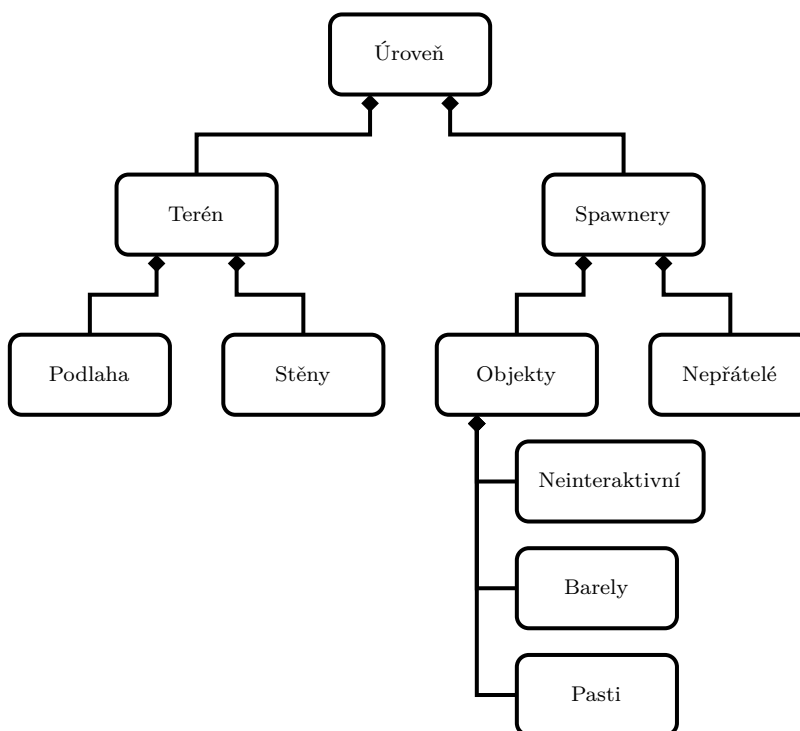 Úroveň
Terén
Spawnery
Podlaha
Stěny
Objekty
Nepřátelé
Neinteraktivní
Barely
Pasti